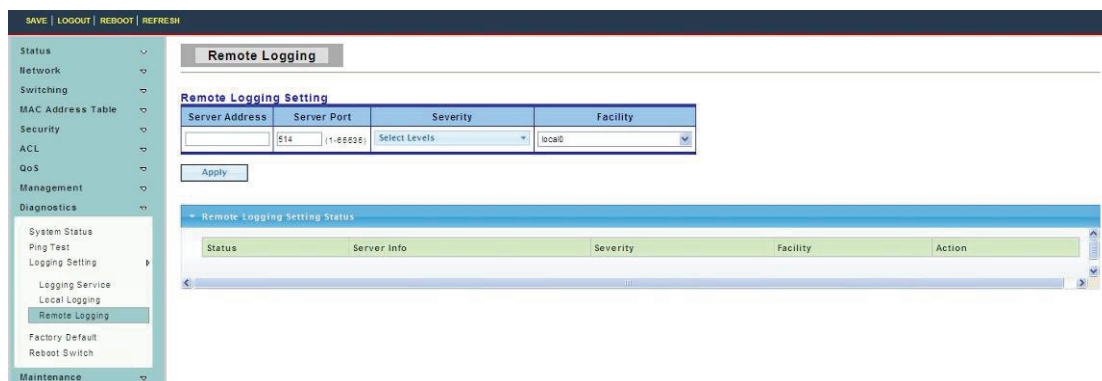 SAVE | LOGOUT | REBOOT | REFRESH
Status
Network
Switching
MAC Address Table
Security
ACL
QoS
Management
Diagnostics
System Status
Ping Test
Logging Setting
Logging Service
Local Logging
Remote Logging
Factory Default
Reboot Switch
Maintenance
Remote Logging
Remote Logging Setting
Server Address Server Port Severity Facility
514 (1-65535) Select Levels local0
Apply
Remote Logging Setting Status
Status Server Info Severity Facility Action